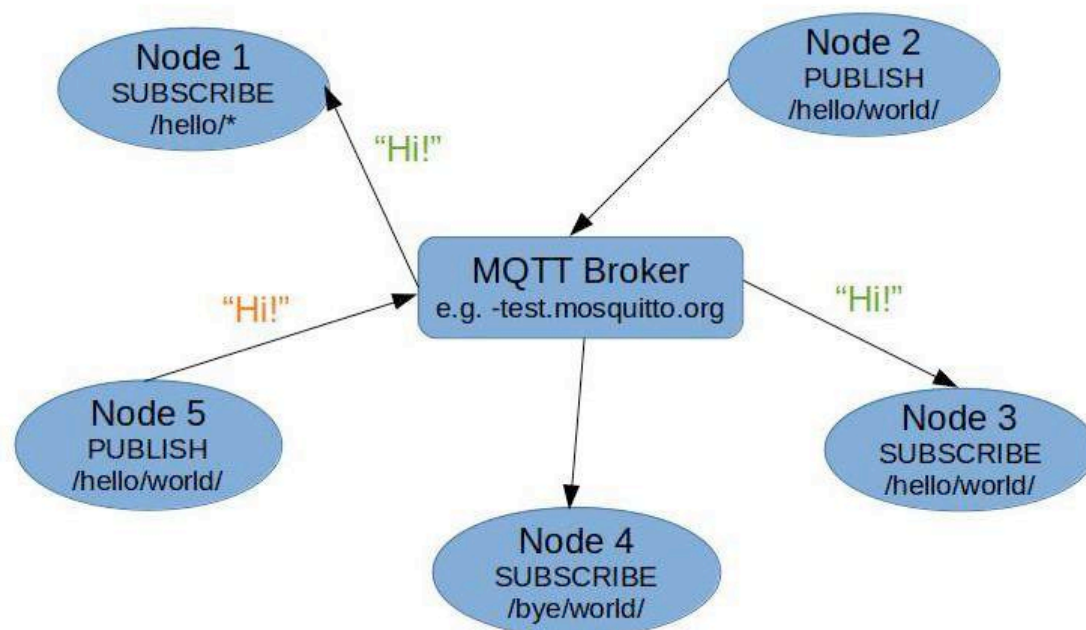 Node 1
SUBSCRIBE
/hello/*
Node 2
PUBLISH
/hello/world/
“Hi!”
MQTT Broker
e.g. -test.mosquitto.org
“Hi!”
“Hi!”
Node 5
PUBLISH
/hello/world/
Node 3
SUBSCRIBE
/hello/world/
Node 4
SUBSCRIBE
/bye/world/